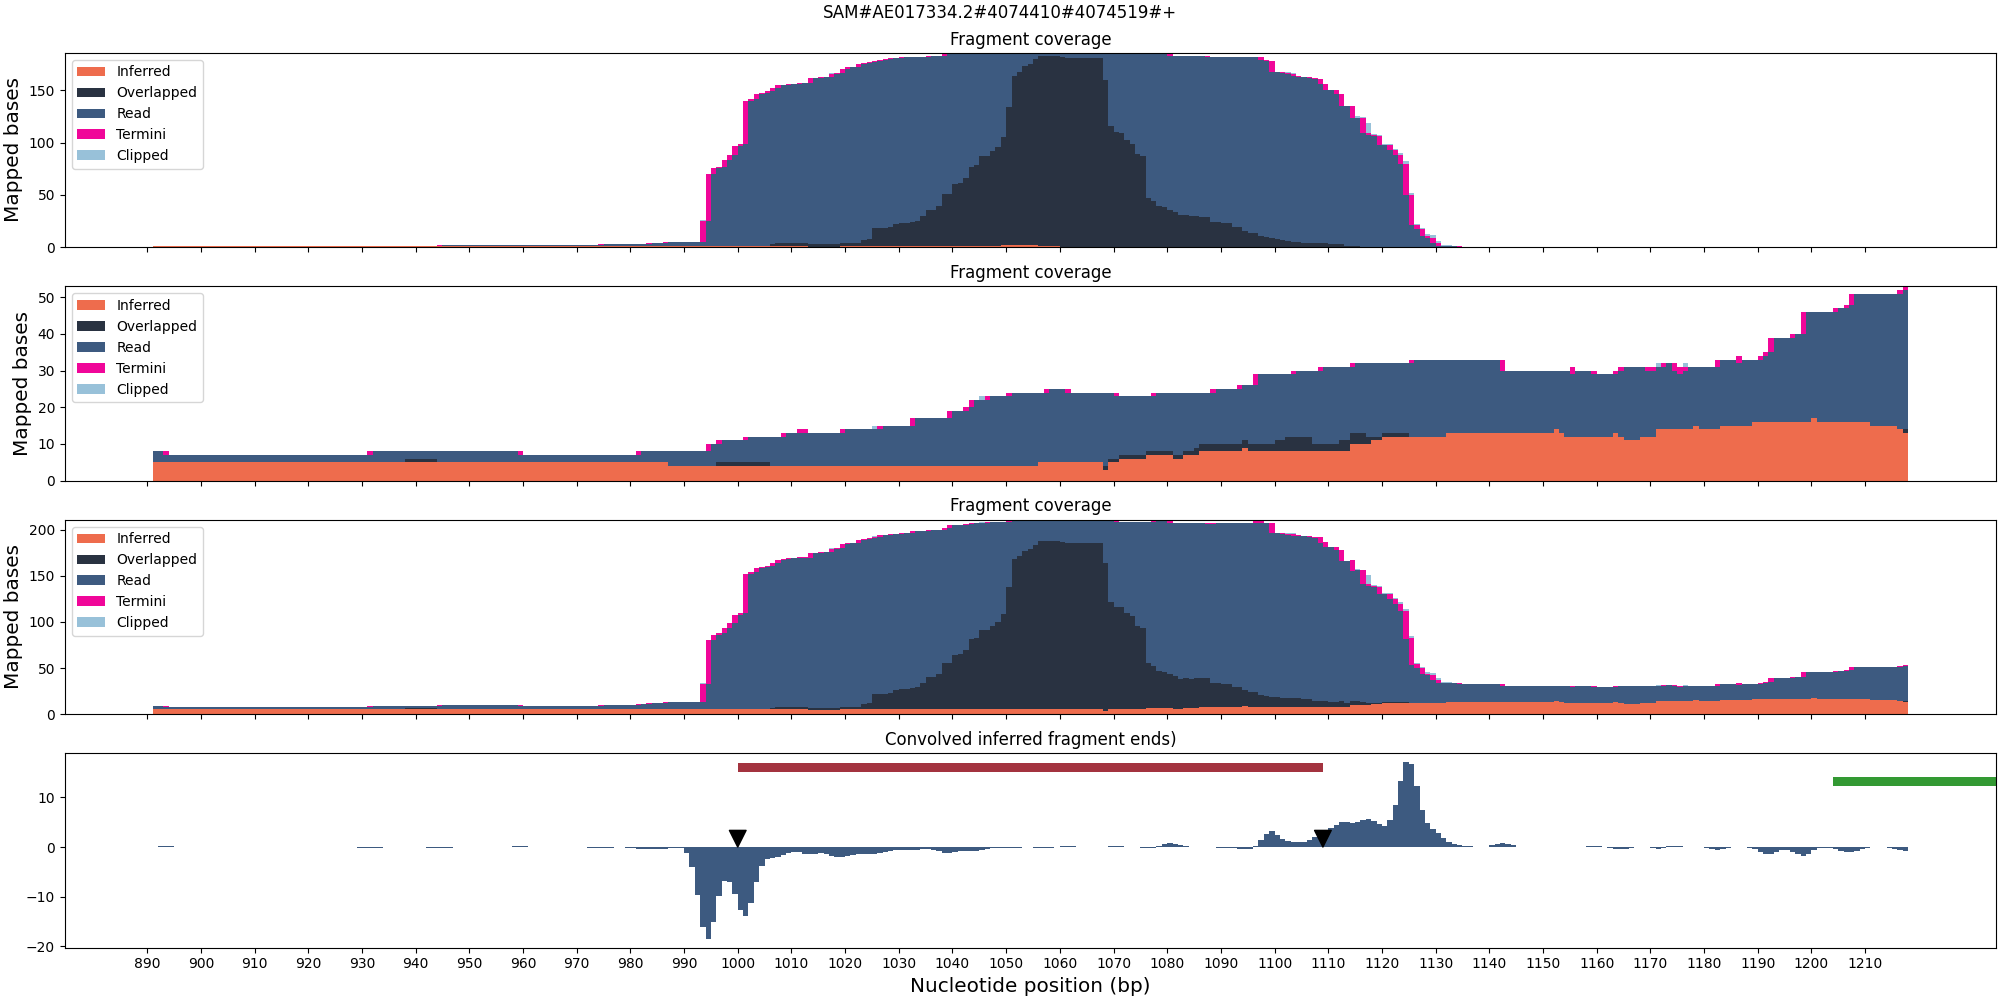 SAM#AE017334.2#4074410#4074519#+
Fragment coverage
Mapped bases
150
100
50
0
Inferred
Overlapped
Read
Termini
Clipped
Fragment coverage
Mapped bases
50
40
30
20
10
0
Inferred
Overlapped
Read
Termini
Clipped
Fragment coverage
Mapped bases
200
150
100
50
0
Inferred
Overlapped
Read
Termini
Clipped
Convolved inferred fragment ends)
10
0
−10
−20
890 900 910 920 930 940 950 960 970 980 990 1000 1010 1020 1030 1040 1050 1060 1070 1080 1090 1100 1110 1120 1130 1140 1150 1160 1170 1180 1190 1200 1210
Nucleotide position (bp)